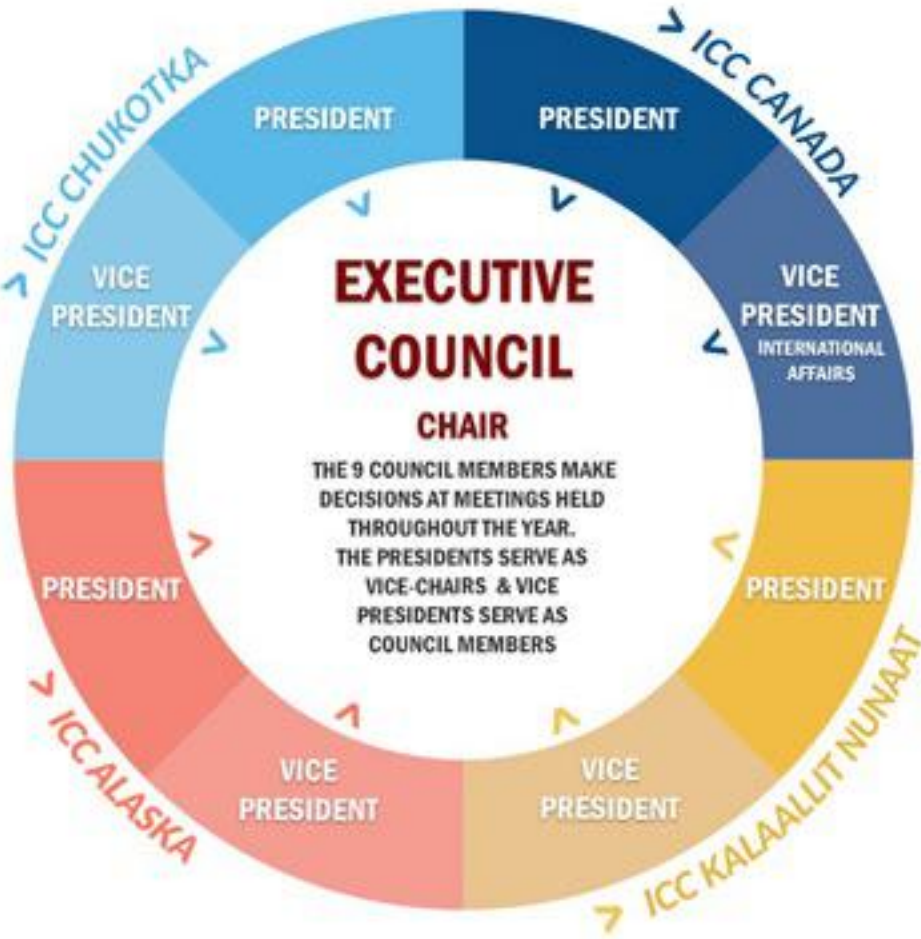 > ICC CHUKOTKA
PRESIDENT
VICE
PRESIDENT
> ICC CANADA
PRESIDENT
VICE
PRESIDENT
INTERNATIONAL
AFFAIRS
EXECUTIVE
COUNCIL
CHAIR
THE 9 COUNCIL MEMBERS MAKE
DECISIONS AT MEETINGS HELD
THROUGHOUT THE YEAR.
THE PRESIDENTS SERVE AS
VICE-CHAIRS & VICE
PRESIDENTS SERVE AS
COUNCIL MEMBERS
PRESIDENT
VICE
PRESIDENT
> ICC ALASKA
PRESIDENT
VICE
PRESIDENT
> ICC KALAALLIT NUNAAT